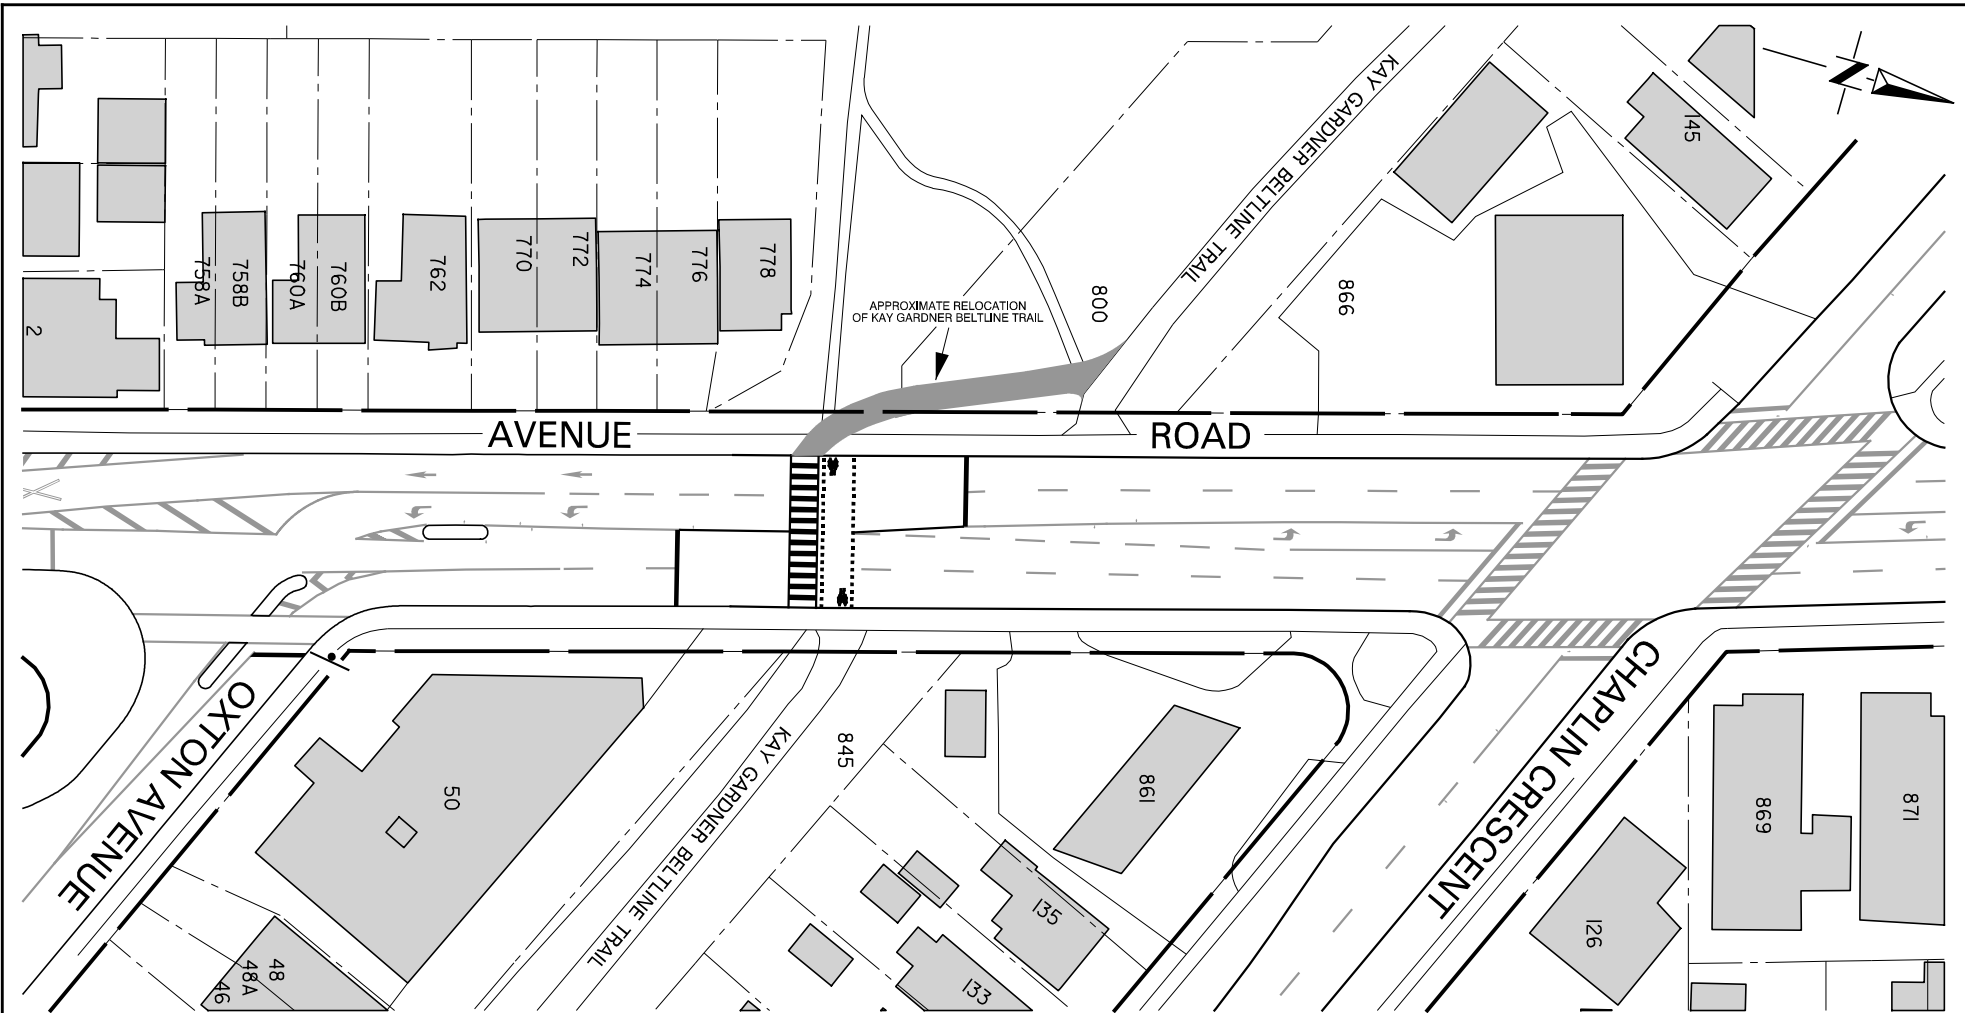 N
145
KAY GARDNER BELTLINE TRAIL
758A
758B
760A
760B
762
770
772
774
776
778
2
APPROXIMATE RELOCATION
OF KAY GARDNER BELTLINE TRAIL
800
866
AVENUE ROAD
OXTON AVENUE
50
KAY GARDNER BELTLINE TRAIL
845
861
CHAPLIN CRESCENT
869
871
135
133
126
48
48A
46